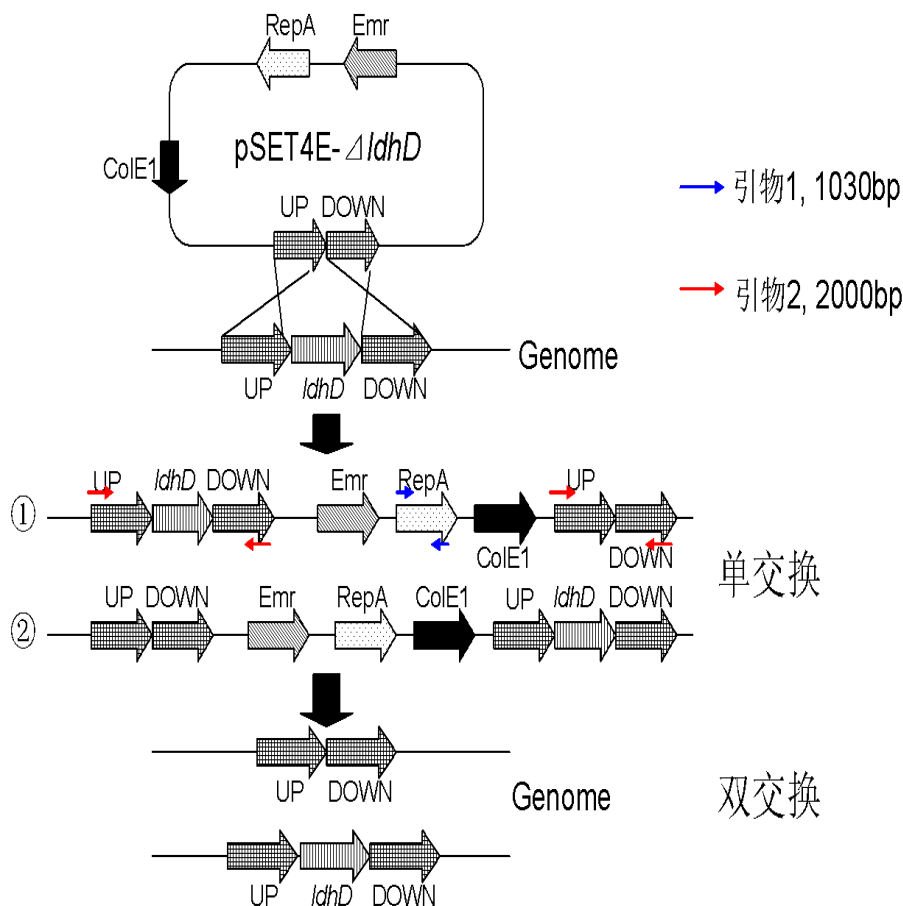 RepA Emr
pSET4E-⊿ldhD
ColE1
UP DOWN
引物1, 1030bp
引物2, 2000bp
Genome
UP ldhD DOWN
UP ldhD DOWN Emr RepA UP
①
ColE1 DOWN
单交换
UP DOWN Emr RepA ColE1 UP ldhD DOWN
②
UP DOWN
Genome
双交换
UP ldhD DOWN